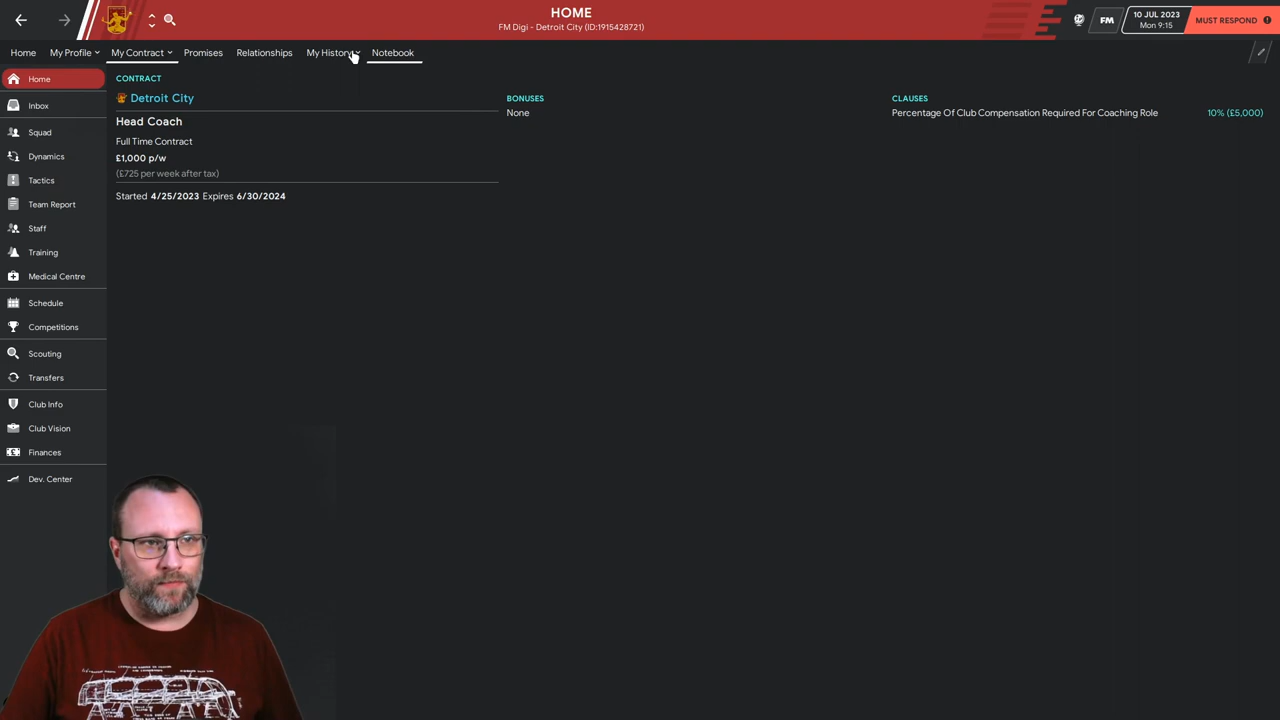 HOME
FM Digi - Detroit City (ID:1915428721)
FM
10 JUL 2023
Mon 9:15
MUST RESPOND
Home
My Profile
My Contract
Promises
Relationships
My History
Notebook
Home
Inbox
Squad
Dynamics
Tactics
Team Report
Staff
Training
Medical Centre
Schedule
Competitions
Scouting
Transfers
Club Info
Club Vision
Finances
Dev. Center
CONTRACT
Detroit City
Head Coach
Full Time Contract
£1,000 p/w
(£725 per week after tax)
Started 4/25/2023 Expires 6/30/2024
BONUSES
None
CLAUSES
Percentage Of Club Compensation Required For Coaching Role 10% (£5,000)